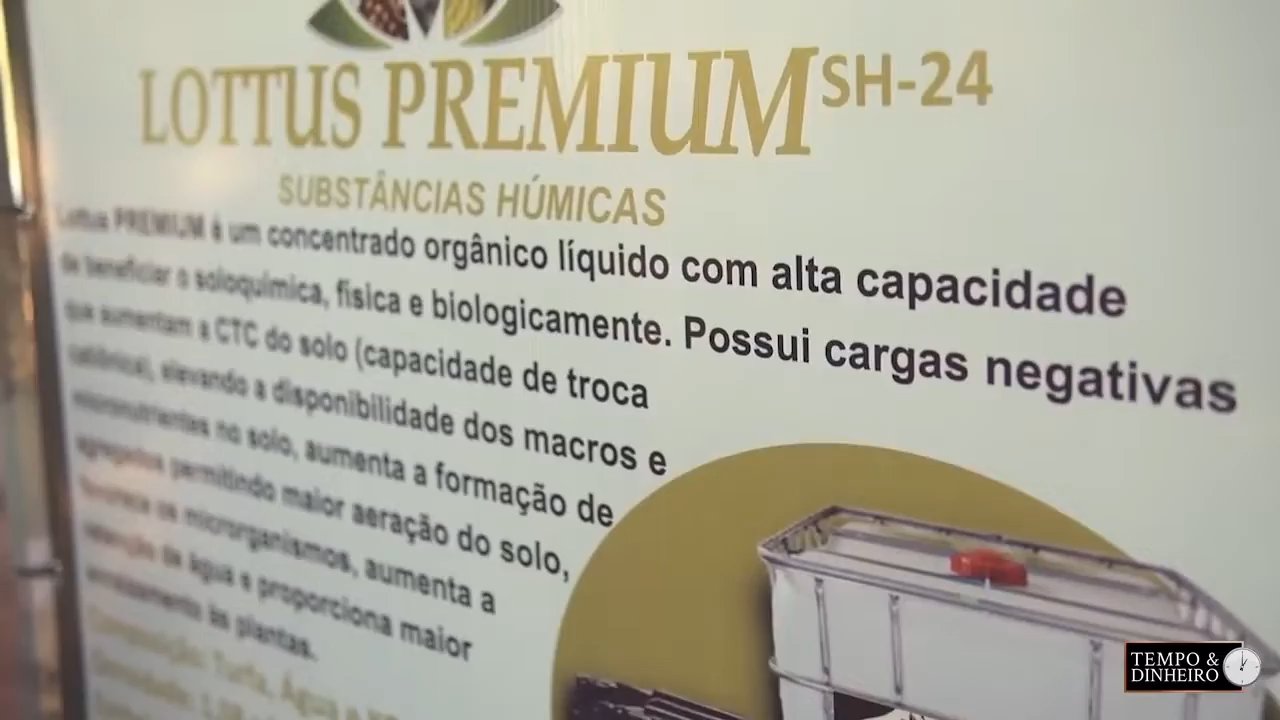 LOTTUS PREMIUM SH-24
SUBSTÂNCIAS HÚMICAS
Lottus PREMIUM é um concentrado orgânico líquido com alta capacidade
de beneficiar o soloquímica, física e biologicamente. Possui cargas negativas
que aumentam a CTC do solo (capacidade de troca
catiônica), elevando a disponibilidade dos macros e
micronutrientes no solo, aumenta a formação de
agregados permitindo maior aeração do solo,
favorece os microrganismos, aumenta a
retenção de água e proporciona maior
enraizamento às plantas.
Composição: Turfa, Água e
Densidade:
TEMPO &
DINHEIRO